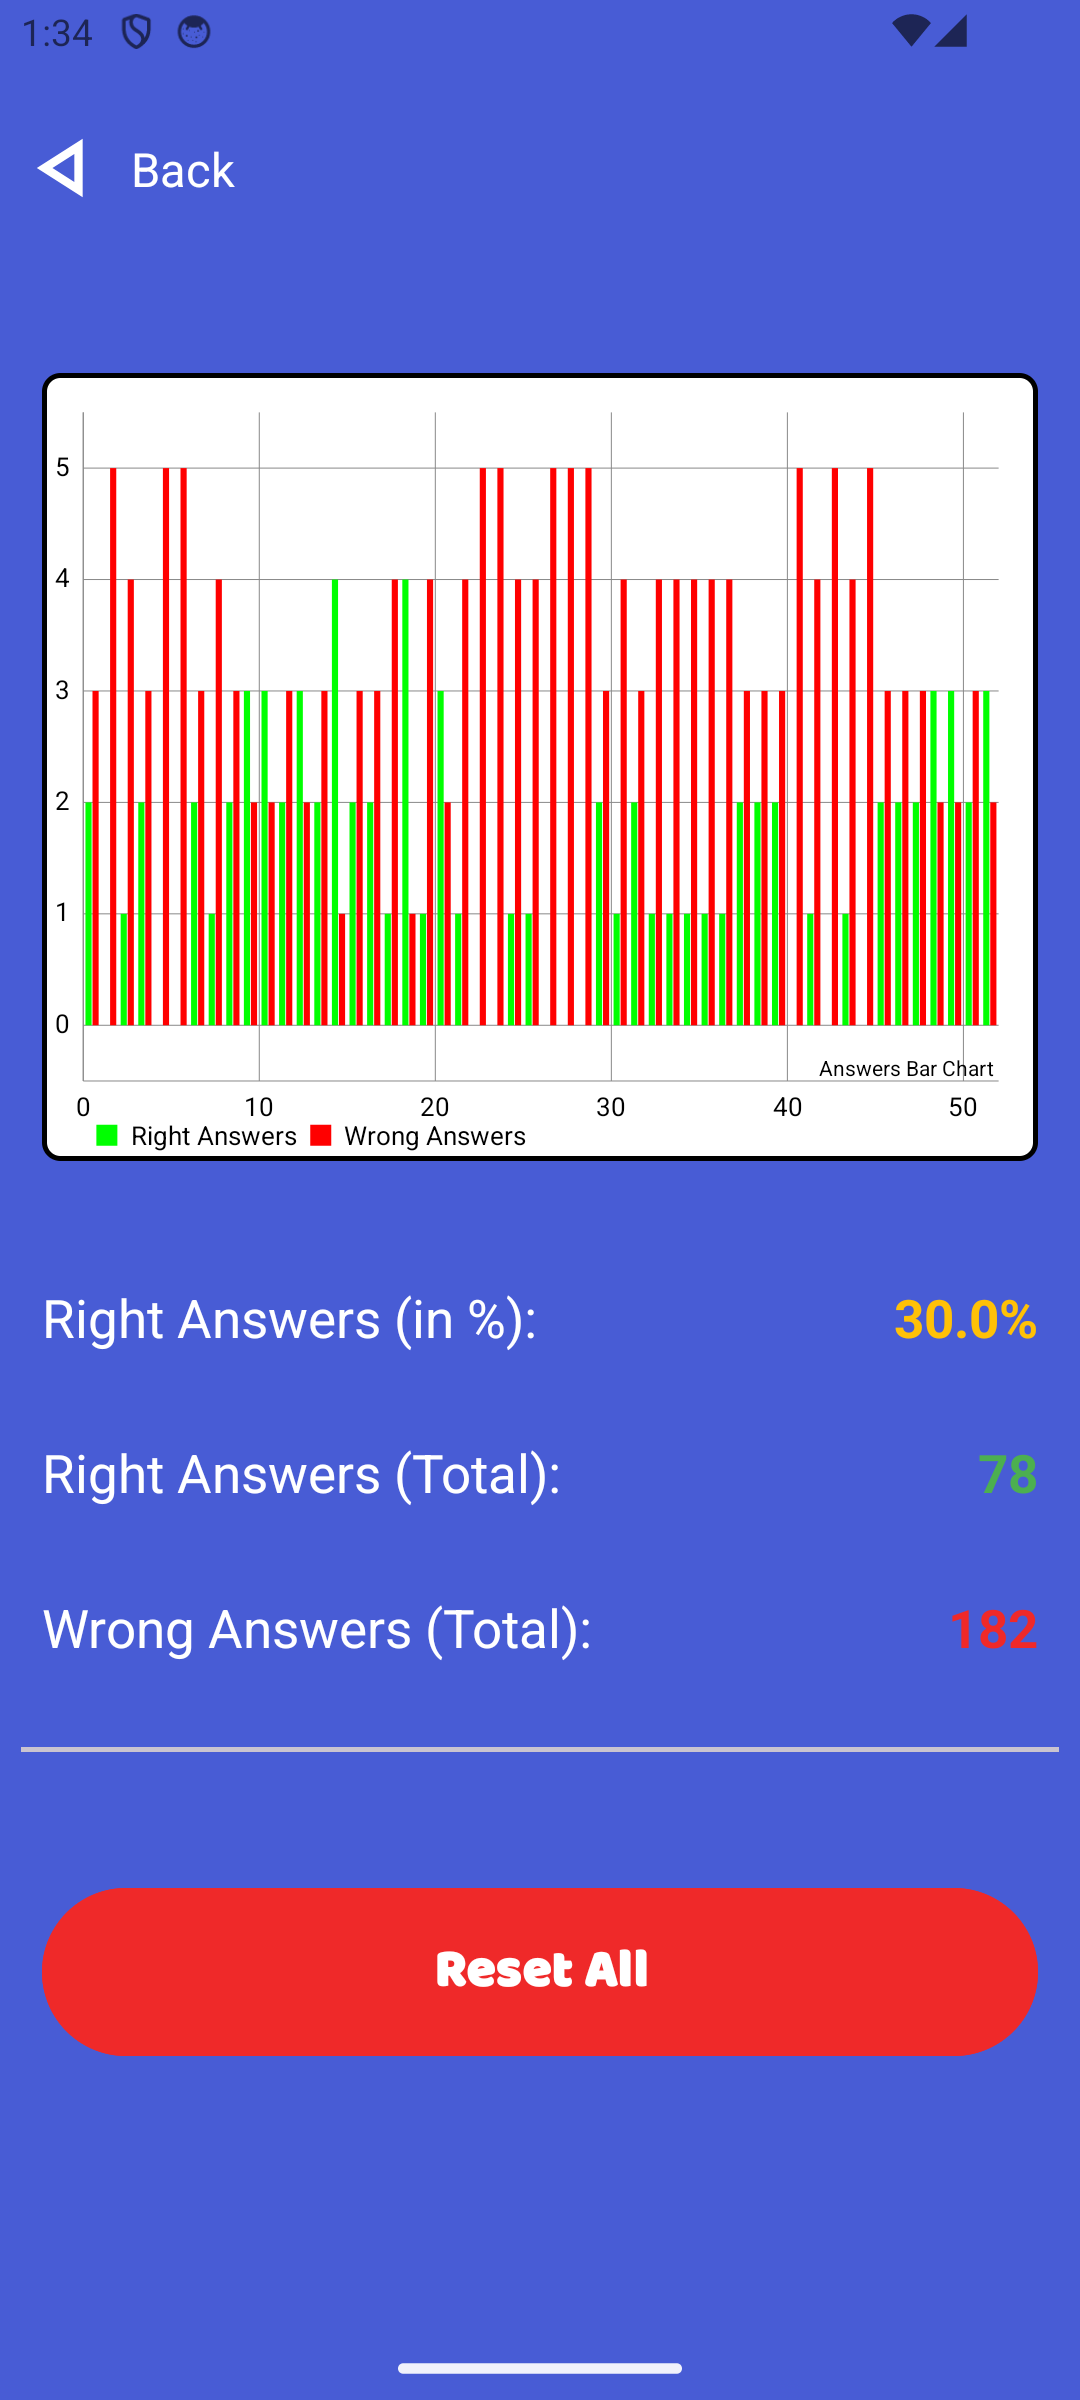 1:34
Back
5
4
3
2
1
0
Answers Bar Chart
0 10 20 30 40 50
Right Answers Wrong Answers
Right Answers (in %): 30.0%
Right Answers (Total): 78
Wrong Answers (Total): 182
Reset All